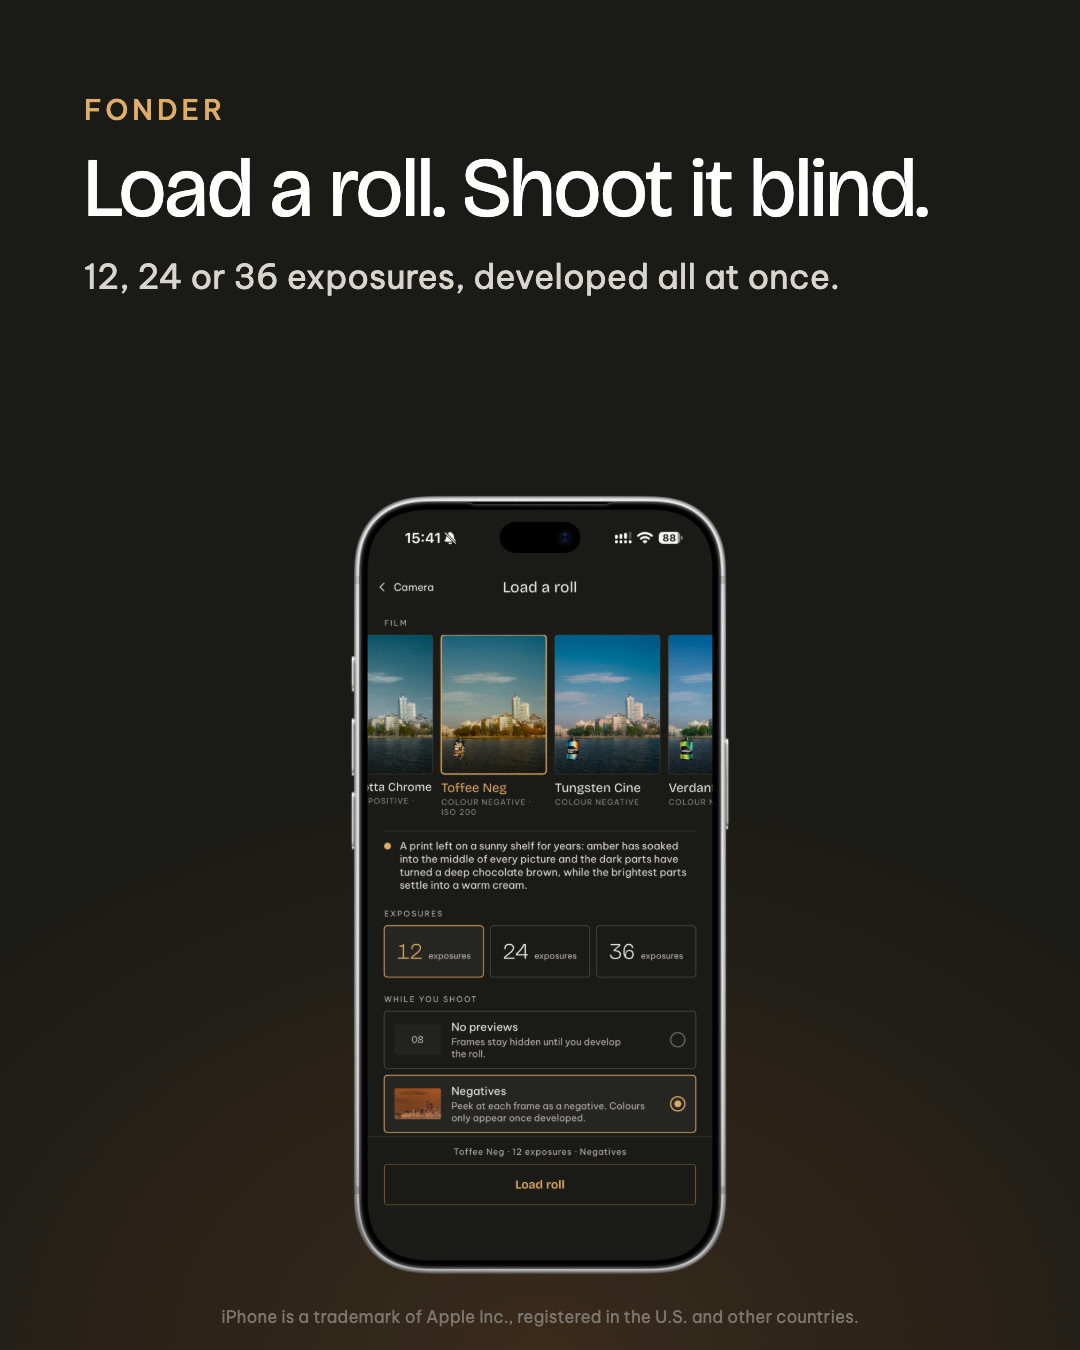 FONDER
Load a roll. Shoot it blind.
12, 24 or 36 exposures, developed all at once.
15:41
88
Camera
Load a roll
FILM
otta Chrome
Toffee Neg
Tungsten Cine
Verdan
POSITIVE ·
COLOUR NEGATIVE ·
ISO 200
COLOUR NEGATIVE
COLOUR N
A print left on a sunny shelf for years: amber has soaked
into the middle of every picture and the dark parts have
turned a deep chocolate brown, while the brightest parts
settle into a warm cream.
EXPOSURES
12 exposures
24 exposures
36 exposures
WHILE YOU SHOOT
08
No previews
Frames stay hidden until you develop
the roll.
Negatives
Peek at each frame as a negative. Colours
only appear once developed.
Toffee Neg · 12 exposures · Negatives
Load roll
iPhone is a trademark of Apple Inc., registered in the U.S. and other countries.